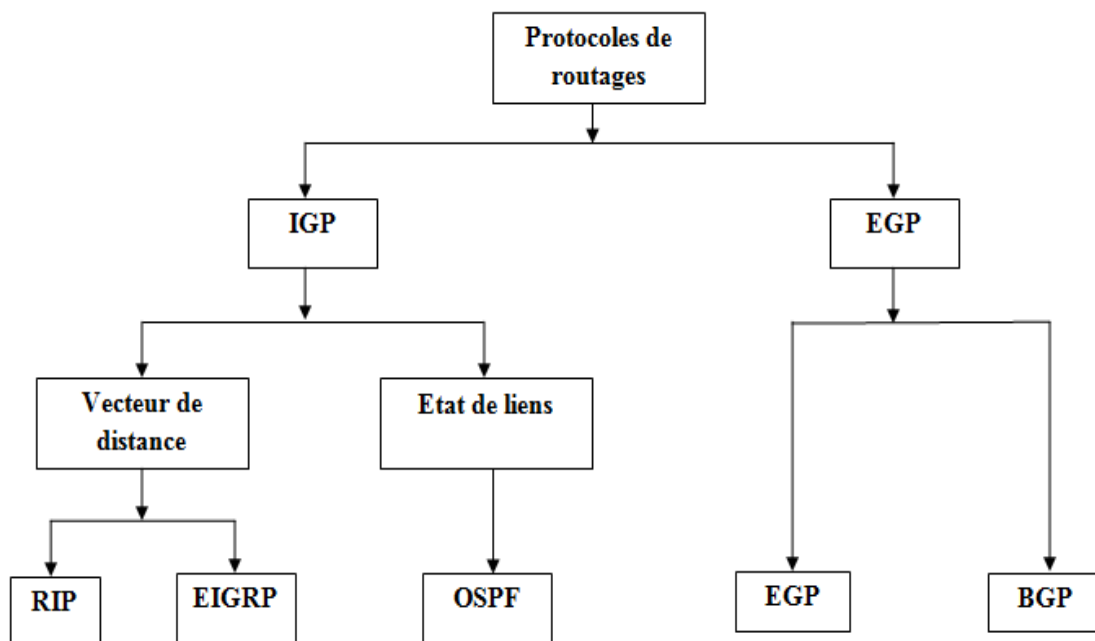 Protocoles de
routages
IGP
EGP
Vecteur de
distance
Etat de liens
RIP
EIGRP
OSPF
EGP
BGP